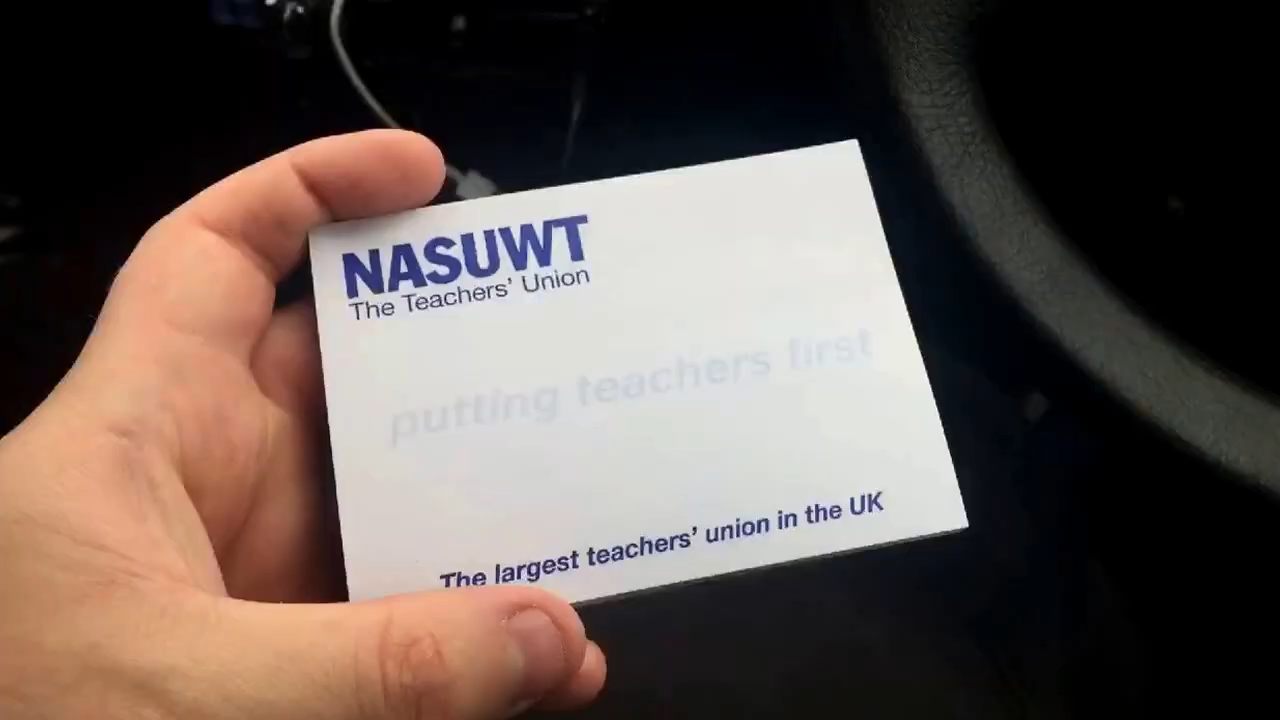 NASUWT
The Teachers' Union
putting teachers first
The largest teachers' union in the UK